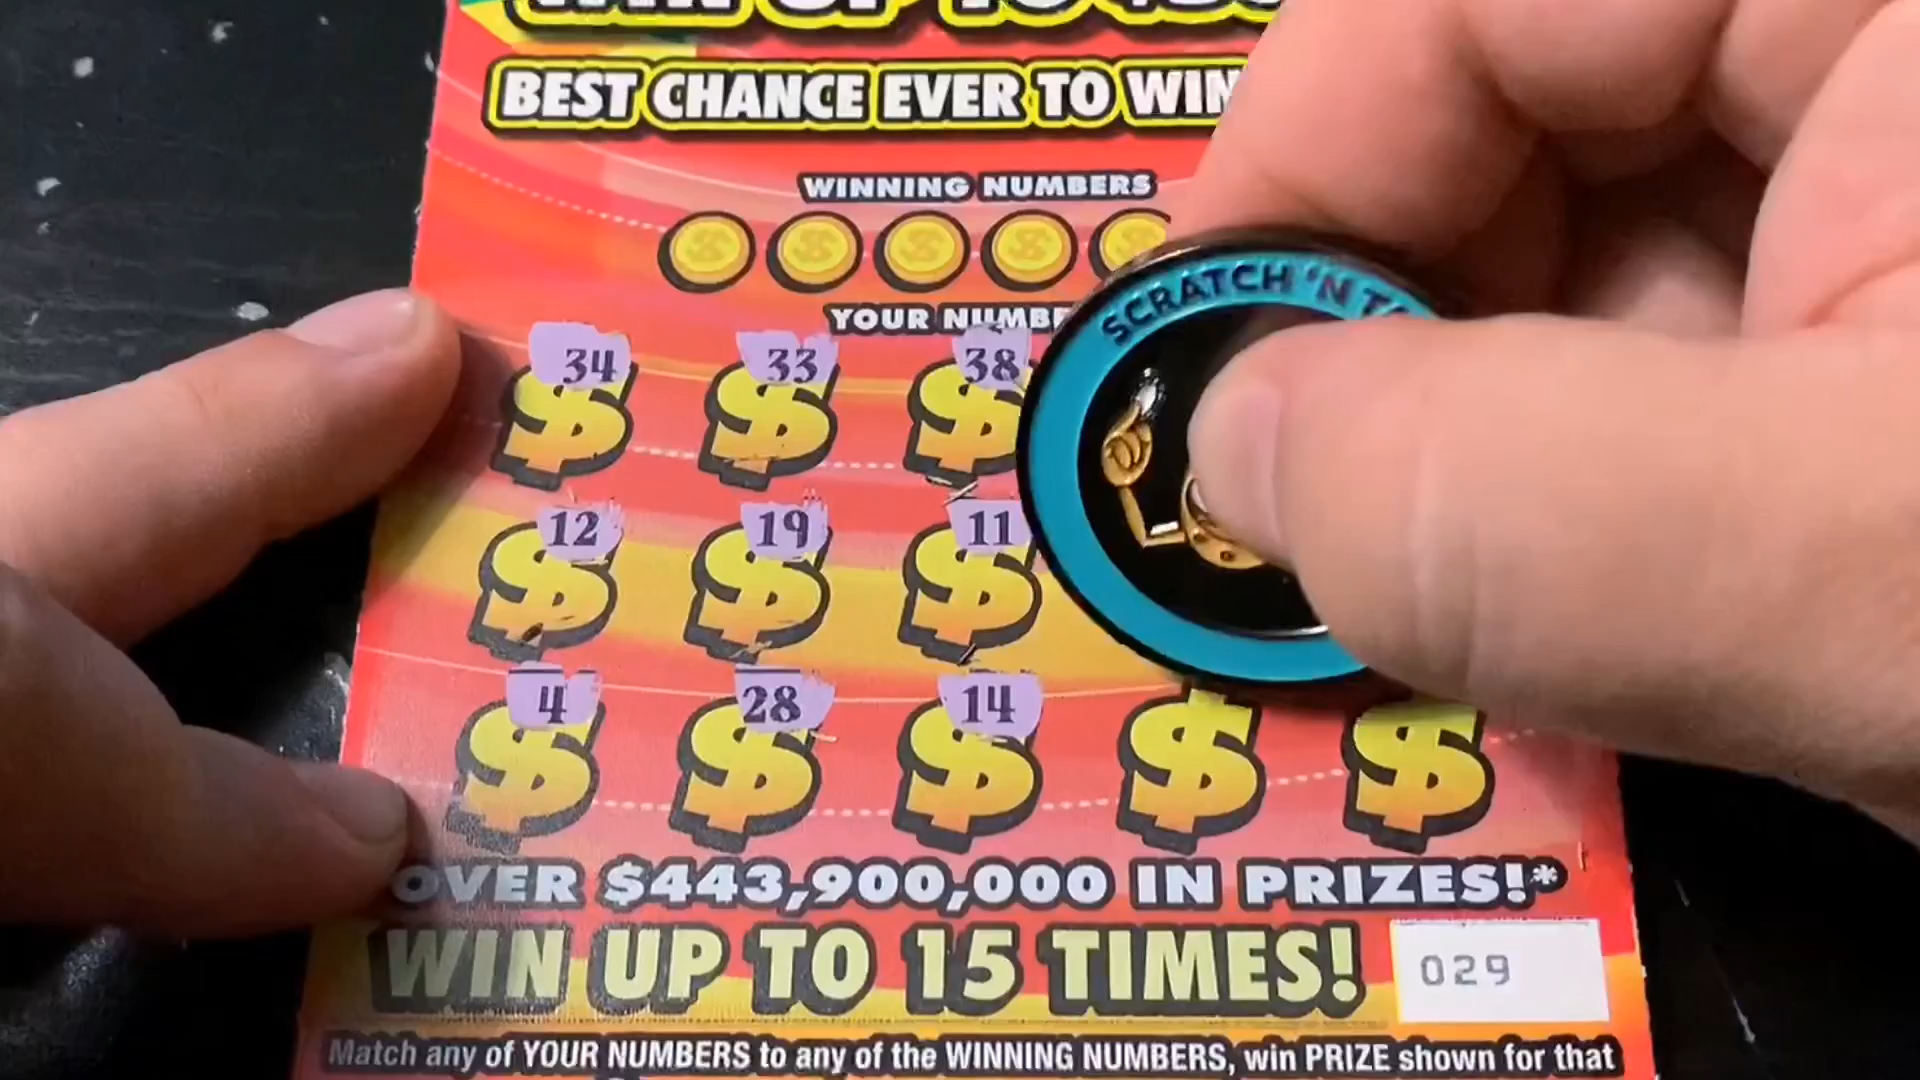 BEST CHANCE EVER TO WIN
WINNING NUMBERS
YOUR
SCRATCH 'N
34 33 38
12 19 11
4 28 14
OVER $443,900,000 IN PRIZES!*
WIN UP TO 15 TIMES!
029
Match any of YOUR NUMBERS to any of the WINNING NUMBERS, win PRIZE shown for that